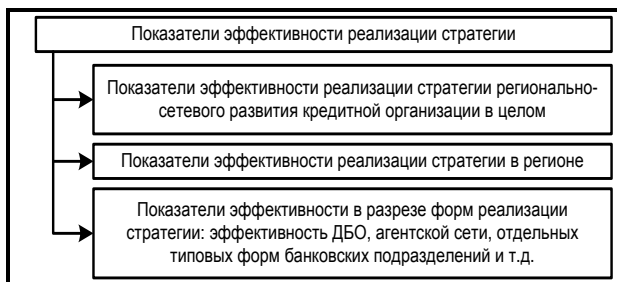 Показатели эффективности реализации стратегии
Показатели эффективности реализации стратегии регионально-
сетевого развития кредитной организации в целом
Показатели эффективности реализации стратегии в регионе
Показатели эффективности в разрезе форм реализации
стратегии: эффективность ДБО, агентской сети, отдельных
типовых форм банковских подразделений и т.д.